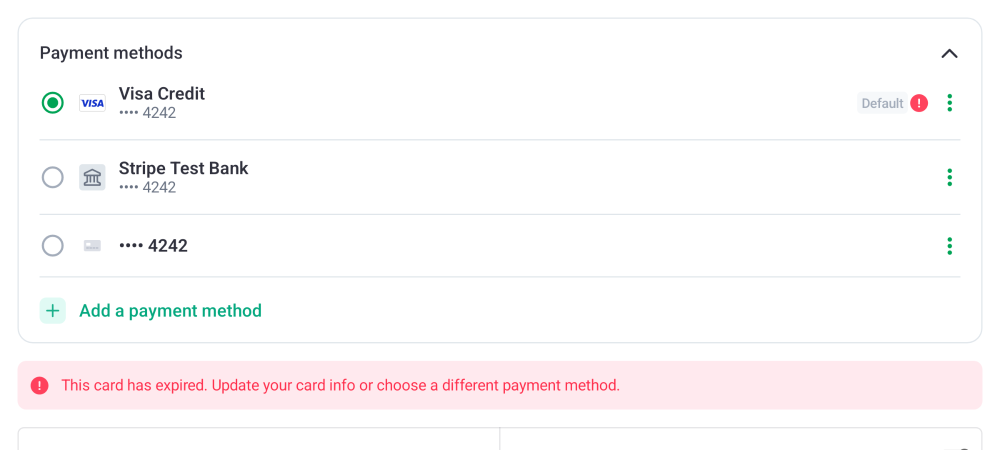 Payment methods
VISA Visa Credit
•••• 4242
Default !
Stripe Test Bank
•••• 4242
•••• 4242
+ Add a payment method
! This card has expired. Update your card info or choose a different payment method.